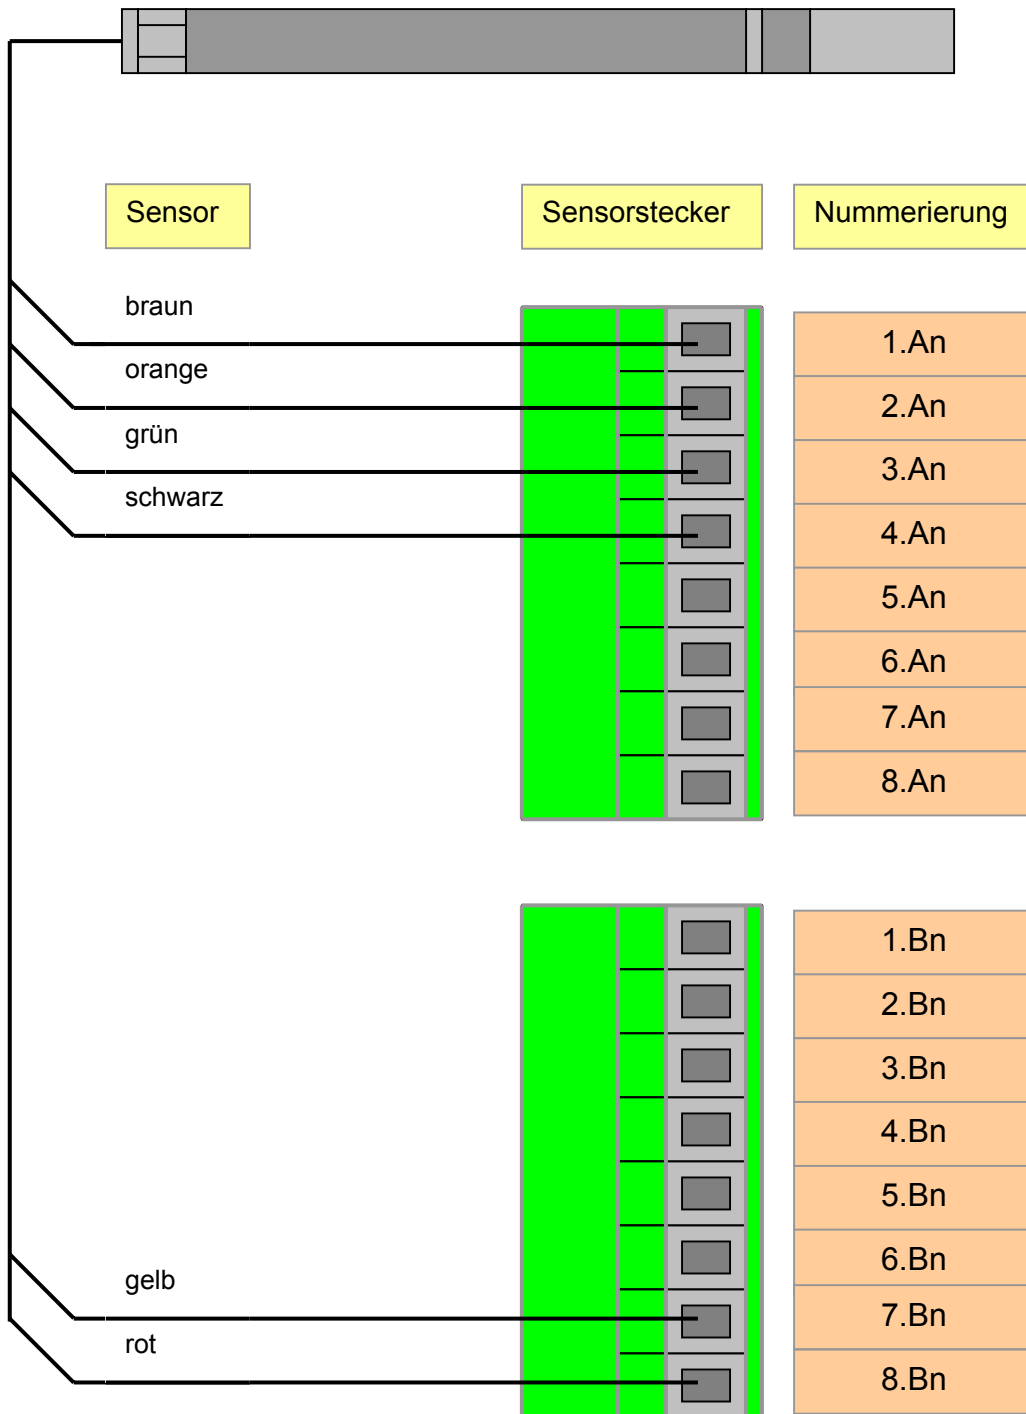 Sensor Sensorstecker Nummerierung
braun
1.An
orange
2.An
grün
3.An
schwarz
4.An
5.An
6.An
7.An
8.An
1.Bn
2.Bn
3.Bn
4.Bn
5.Bn
6.Bn
gelb
7.Bn
rot
8.Bn